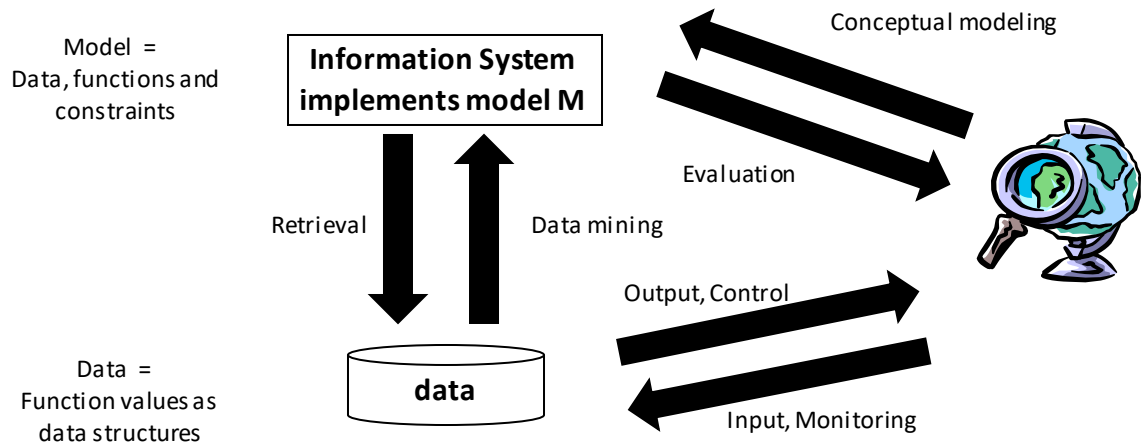 Conceptual modeling
Model =
Data, functions and
constraints
Information System
implements model M
Evaluation
Retrieval
Data mining
Output, Control
Data =
Function values as
data structures
data
Input, Monitoring